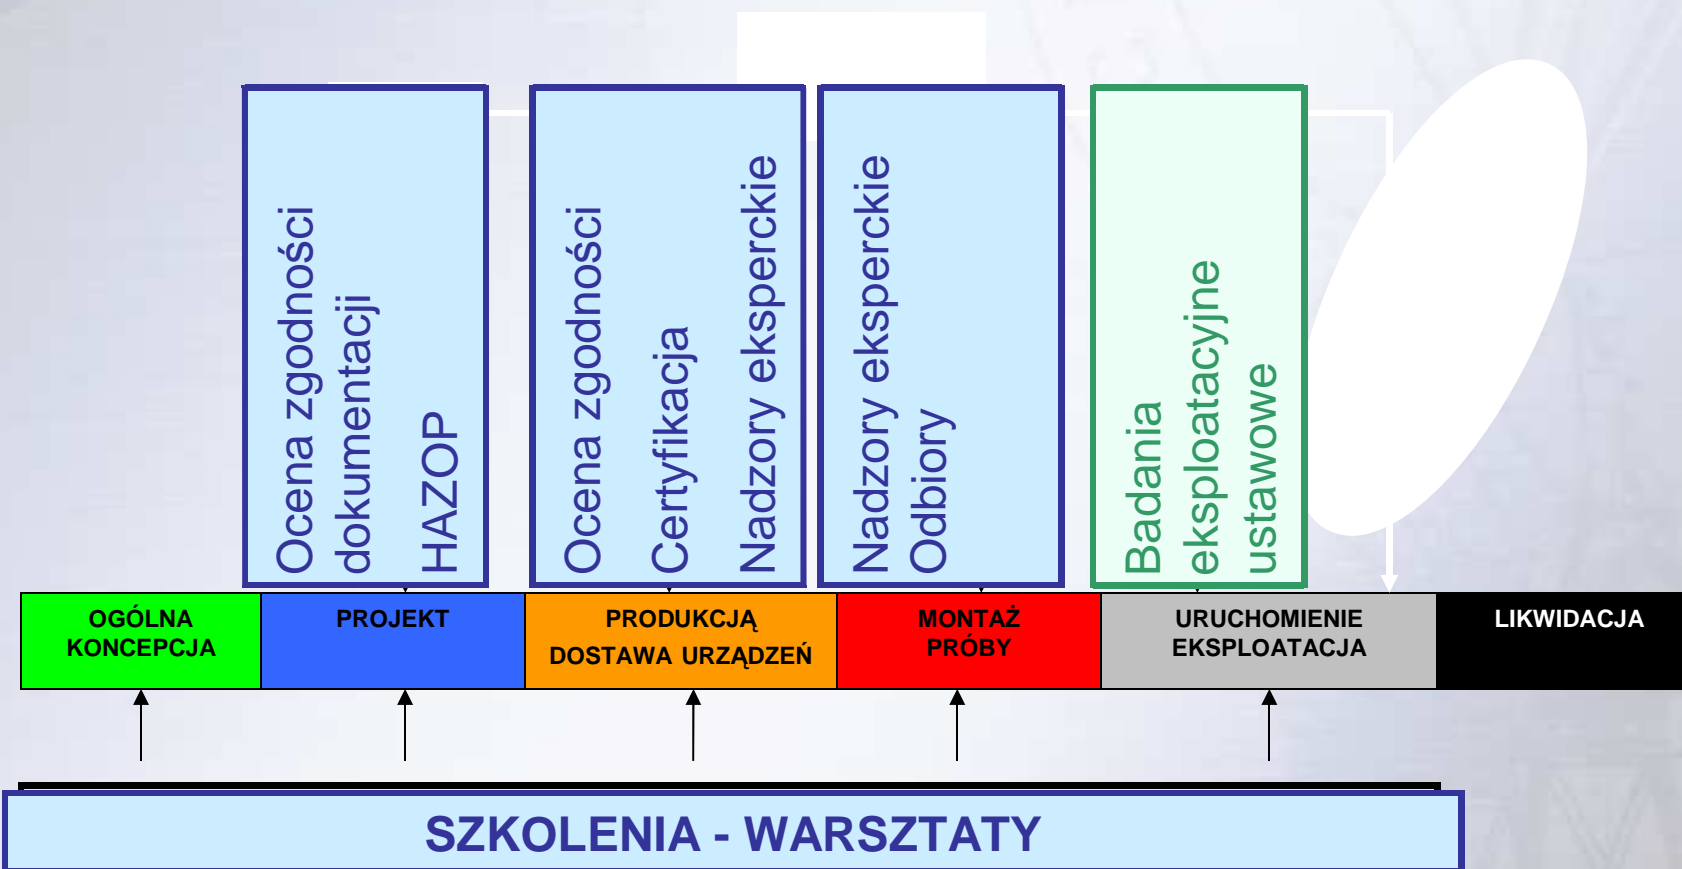 Ocena zgodności
dokumentacji
HAZOP
Ocena zgodności
Certyfikacja
Nadzory eksperckie
Nadzory eksperckie
Odbiory
Badania
eksploatacyjne
ustawowe
OGÓLNA
KONCEPCJA
PROJEKT
PRODUKCJĄ
DOSTAWA URZĄDZEŃ
MONTAŻ
PRÓBY
URUCHOMIENIE
EKSPLOATACJA
LIKWIDACJA
SZKOLENIA - WARSZTATY